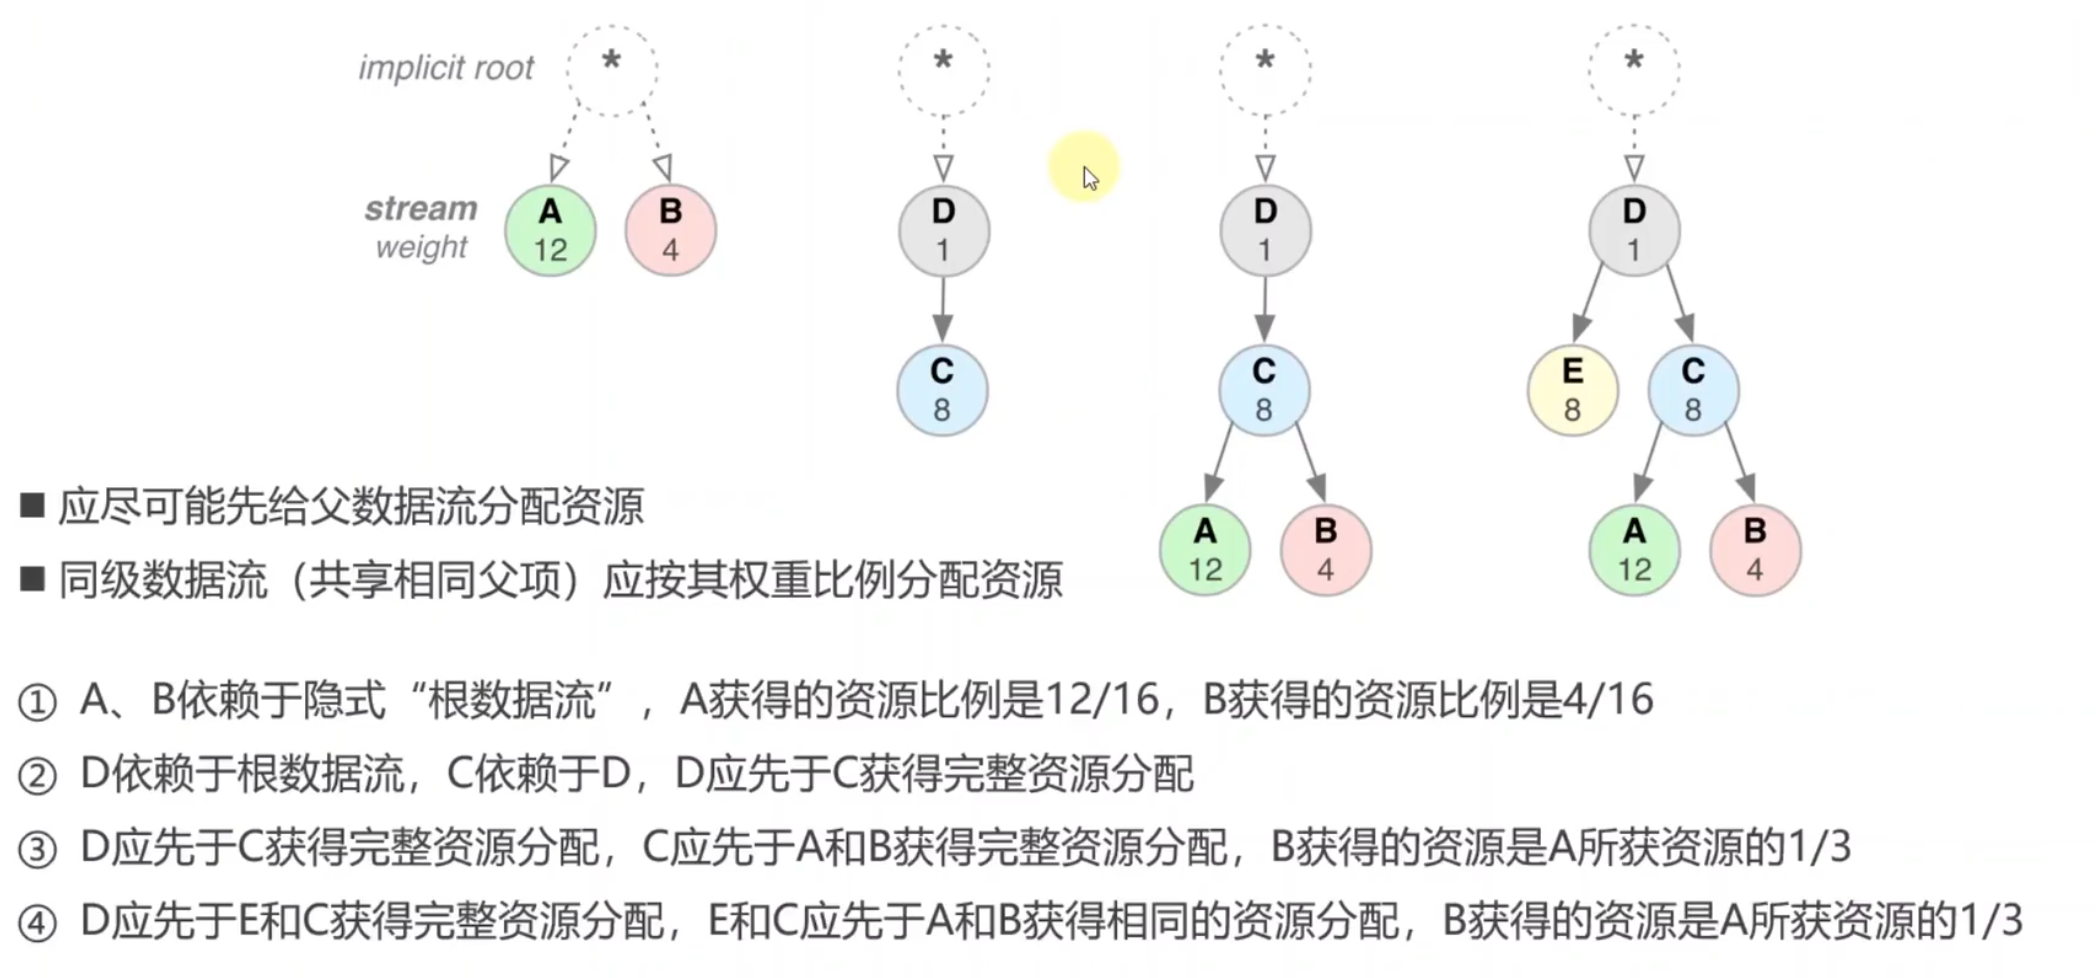 implicit root
*
*
*
*
stream
weight
A
12
B
4
D
1
D
1
D
1
C
8
C
8
E
8
C
8
A
12
B
4
A
12
B
4
■ 应尽可能先给父数据流分配资源
■ 同级数据流（共享相同父项）应按其权重比例分配资源
① A、B依赖于隐式“根数据流”，A获得的资源比例是12/16，B获得的资源比例是4/16
② D依赖于根数据流，C依赖于D，D应先于C获得完整资源分配
③ D应先于C获得完整资源分配，C应先于A和B获得完整资源分配，B获得的资源是A所获资源的1/3
④ D应先于E和C获得完整资源分配，E和C应先于A和B获得相同的资源分配，B获得的资源是A所获资源的1/3